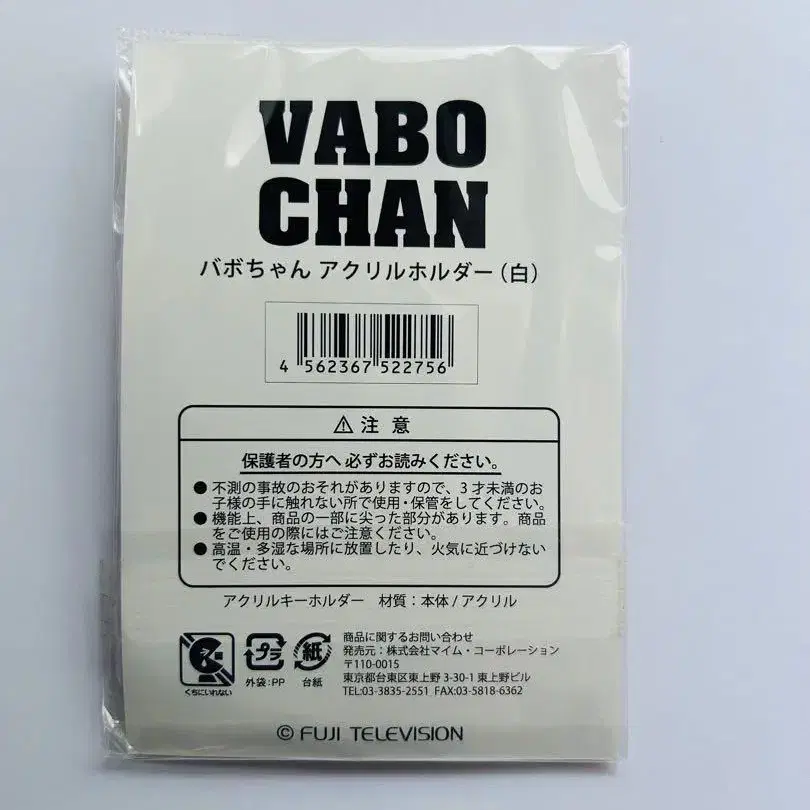 VABO
CHAN
バボちゃん アクリルホルダー（白）
4 562367 522756
⚠ 注 意
保護者の方へ 必ずお読みください。
● 不測の事故のおそれがありますので、3才未満のお
子様の手に触れない所で使用・保管をしてください。
● 機能上、商品の一部に尖った部分があります。商品
をご使用の際にはご注意ください。
● 高温・多湿な場所に放置したり、火気に近づけない
でください。
アクリルキーホルダー　材質：本体 / アクリル
くちにいれない
プラ
外袋：PP
紙
台紙
商品に関するお問い合わせ
発売元：株式会社マイム・コーポレーション
〒110-0015
東京都台東区東上野 3-30-1 東上野ビル
TEL:03-3835-2551 FAX:03-5818-6362
© FUJI TELEVISION